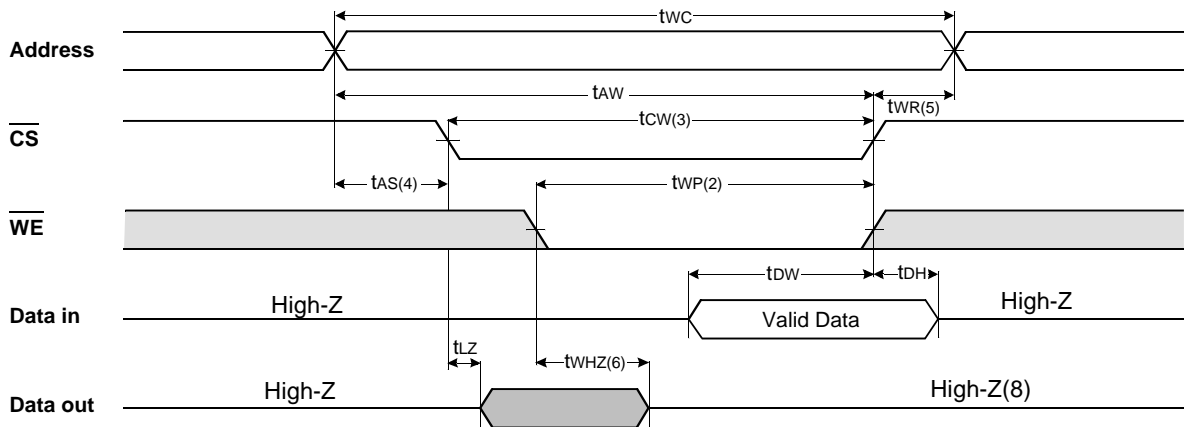 tWC
Address
tAW
tWR(5)
tCW(3)
CS
tAS(4)
tWP(2)
WE
tDW
tDH
High-Z
High-Z
Data in
Valid Data
tLZ
tWHZ(6)
High-Z
High-Z(8)
Data out